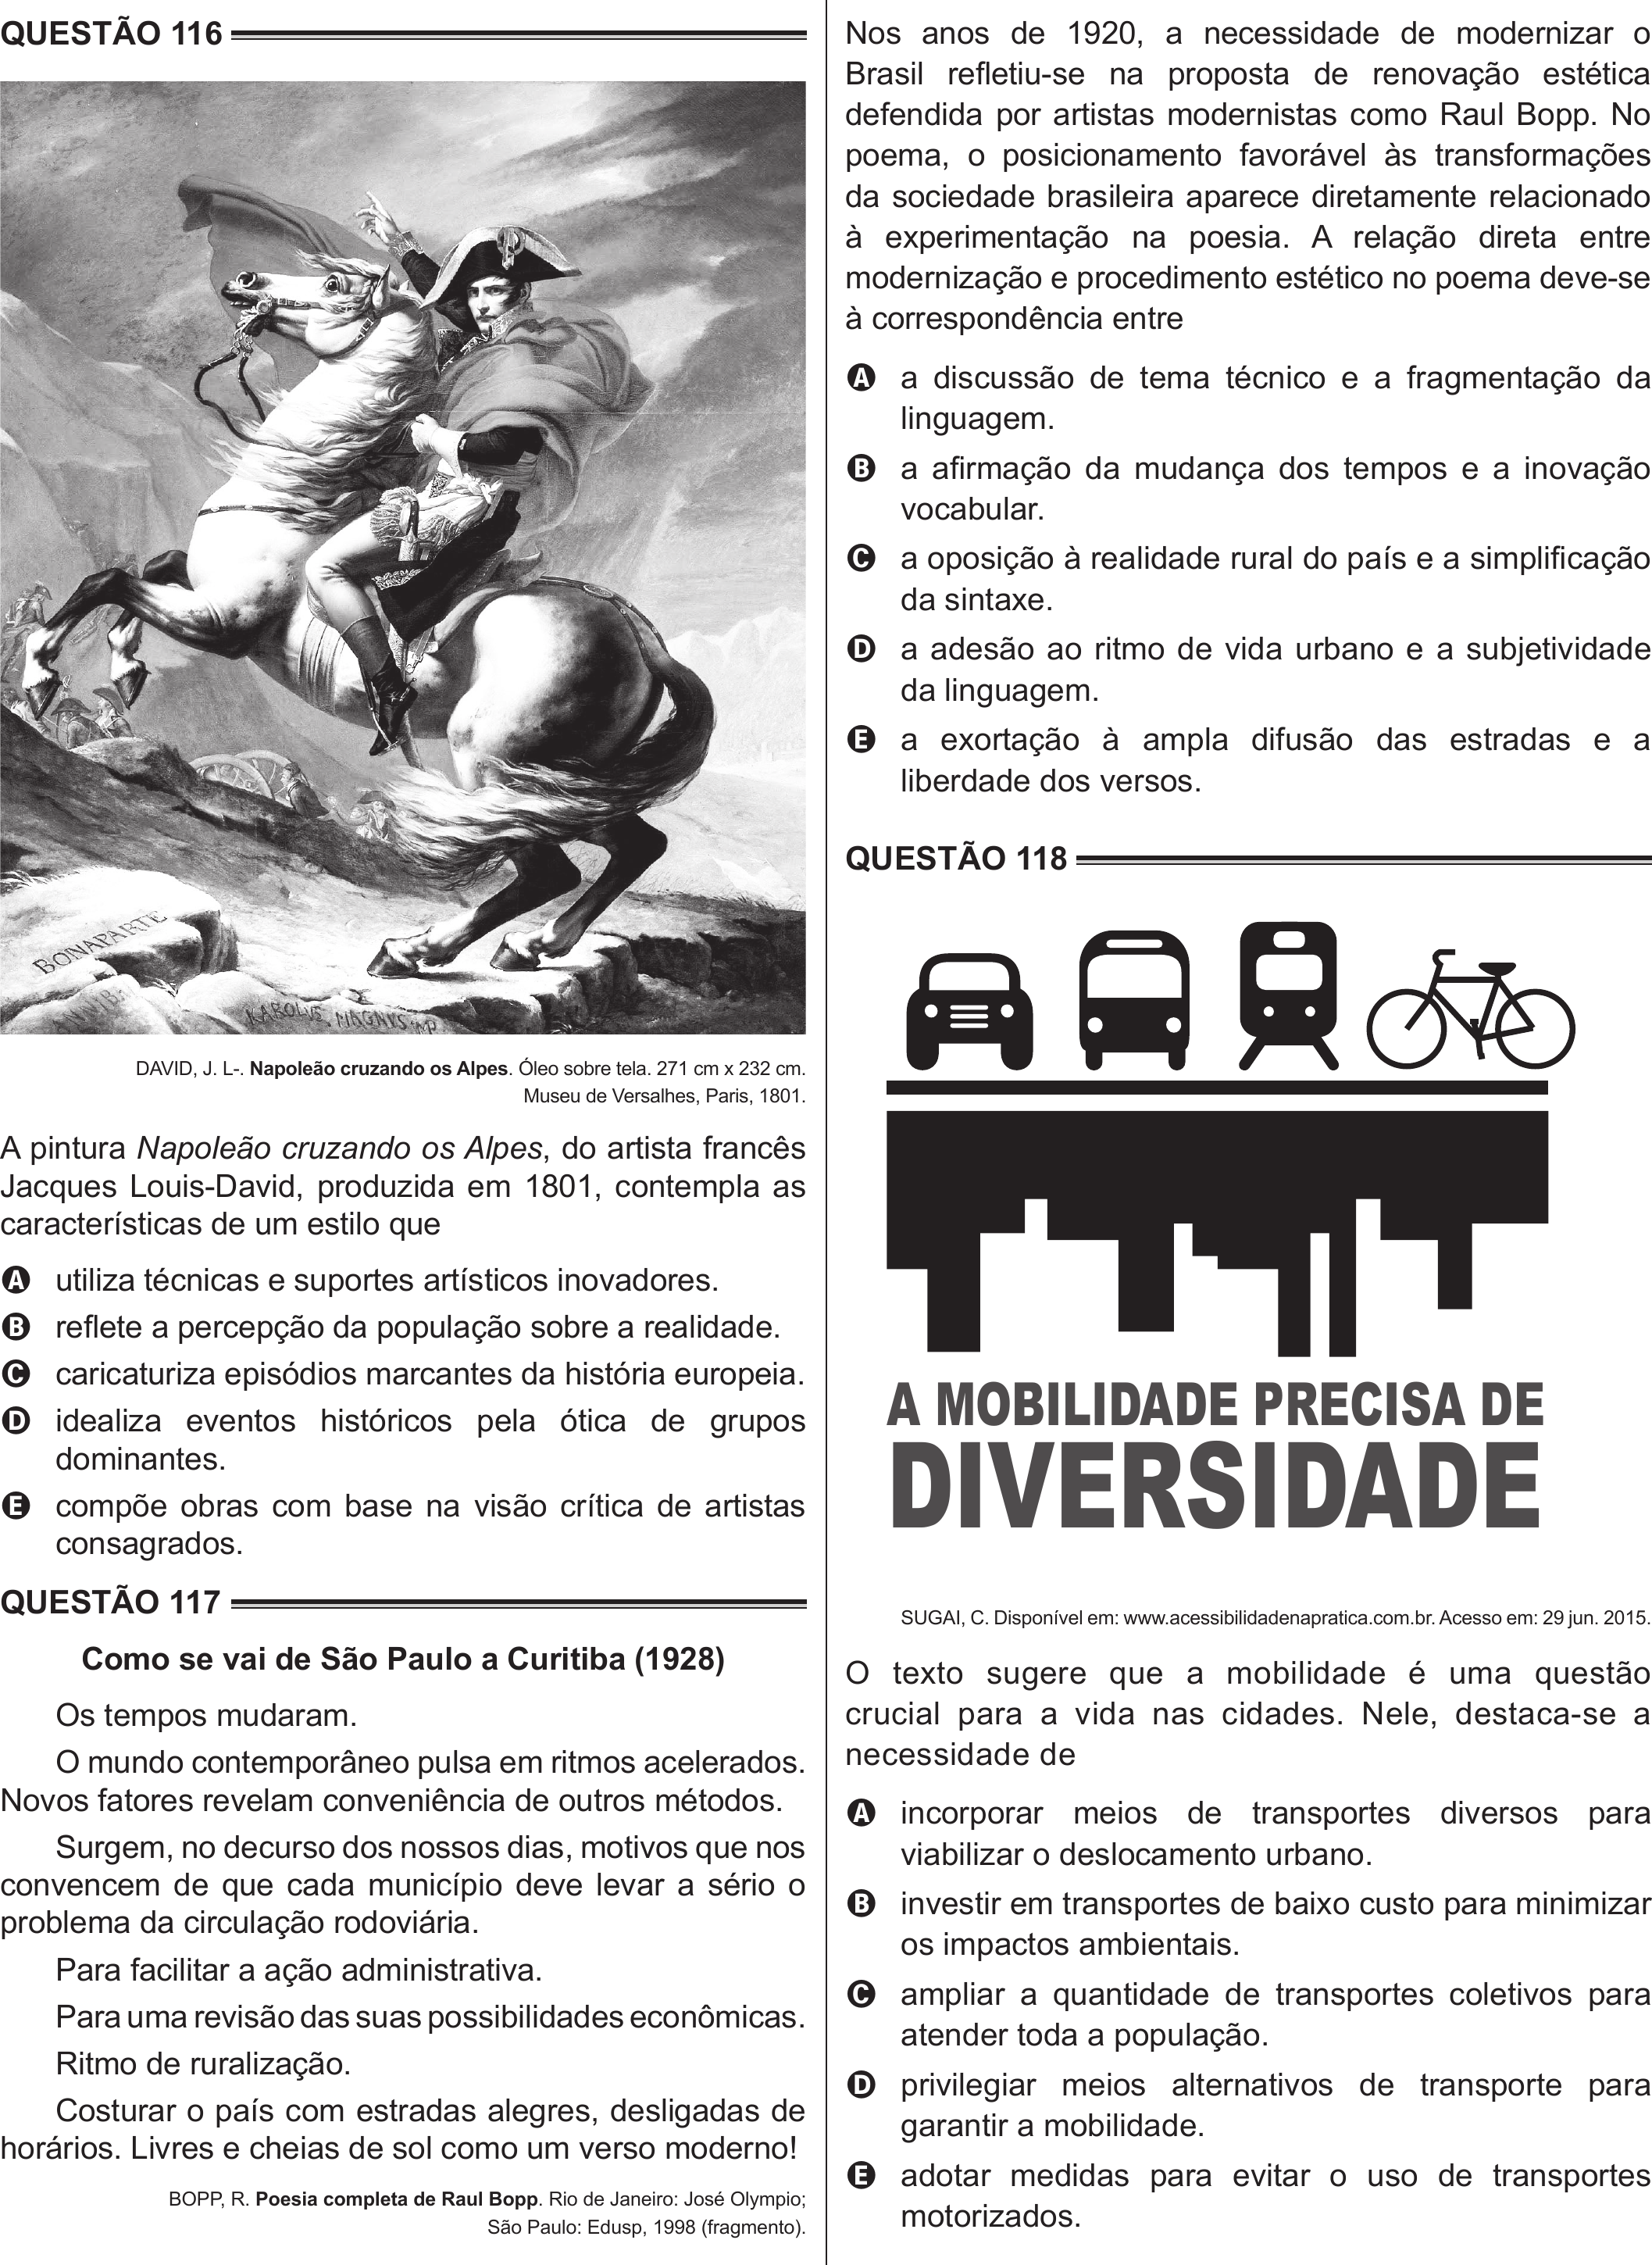 QUESTÃO 116
BONAPARTE
KAROLVS MAGNVS
DAVID, J. L-. Napoleão cruzando os Alpes. Óleo sobre tela. 271 cm x 232 cm.
Museu de Versalhes, Paris, 1801.
A pintura Napoleão cruzando os Alpes, do artista francês
Jacques Louis-David, produzida em 1801, contempla as
características de um estilo que
A utiliza técnicas e suportes artísticos inovadores.
B reflete a percepção da população sobre a realidade.
C caricaturiza episódios marcantes da história europeia.
D idealiza eventos históricos pela ótica de grupos
dominantes.
E compõe obras com base na visão crítica de artistas
consagrados.
QUESTÃO 117
Como se vai de São Paulo a Curitiba (1928)
Os tempos mudaram.
O mundo contemporâneo pulsa em ritmos acelerados.
Novos fatores revelam conveniência de outros métodos.
Surgem, no decurso dos nossos dias, motivos que nos
convencem de que cada município deve levar a sério o
problema da circulação rodoviária.
Para facilitar a ação administrativa.
Para uma revisão das suas possibilidades econômicas.
Ritmo de ruralização.
Costurar o país com estradas alegres, desligadas de
horários. Livres e cheias de sol como um verso moderno!
BOPP, R. Poesia completa de Raul Bopp. Rio de Janeiro: José Olympio;
São Paulo: Edusp, 1998 (fragmento).
Nos anos de 1920, a necessidade de modernizar o
Brasil refletiu-se na proposta de renovação estética
defendida por artistas modernistas como Raul Bopp. No
poema, o posicionamento favorável às transformações
da sociedade brasileira aparece diretamente relacionado
à experimentação na poesia. A relação direta entre
modernização e procedimento estético no poema deve-se
à correspondência entre
A a discussão de tema técnico e a fragmentação da
linguagem.
B a afirmação da mudança dos tempos e a inovação
vocabular.
C a oposição à realidade rural do país e a simplificação
da sintaxe.
D a adesão ao ritmo de vida urbano e a subjetividade
da linguagem.
E a exortação à ampla difusão das estradas e a
liberdade dos versos.
QUESTÃO 118
A MOBILIDADE PRECISA DE
DIVERSIDADE
SUGAI, C. Disponível em: www.acessibilidadenapratica.com.br. Acesso em: 29 jun. 2015.
O texto sugere que a mobilidade é uma questão
crucial para a vida nas cidades. Nele, destaca-se a
necessidade de
A incorporar meios de transportes diversos para
viabilizar o deslocamento urbano.
B investir em transportes de baixo custo para minimizar
os impactos ambientais.
C ampliar a quantidade de transportes coletivos para
atender toda a população.
D privilegiar meios alternativos de transporte para
garantir a mobilidade.
E adotar medidas para evitar o uso de transportes
motorizados.